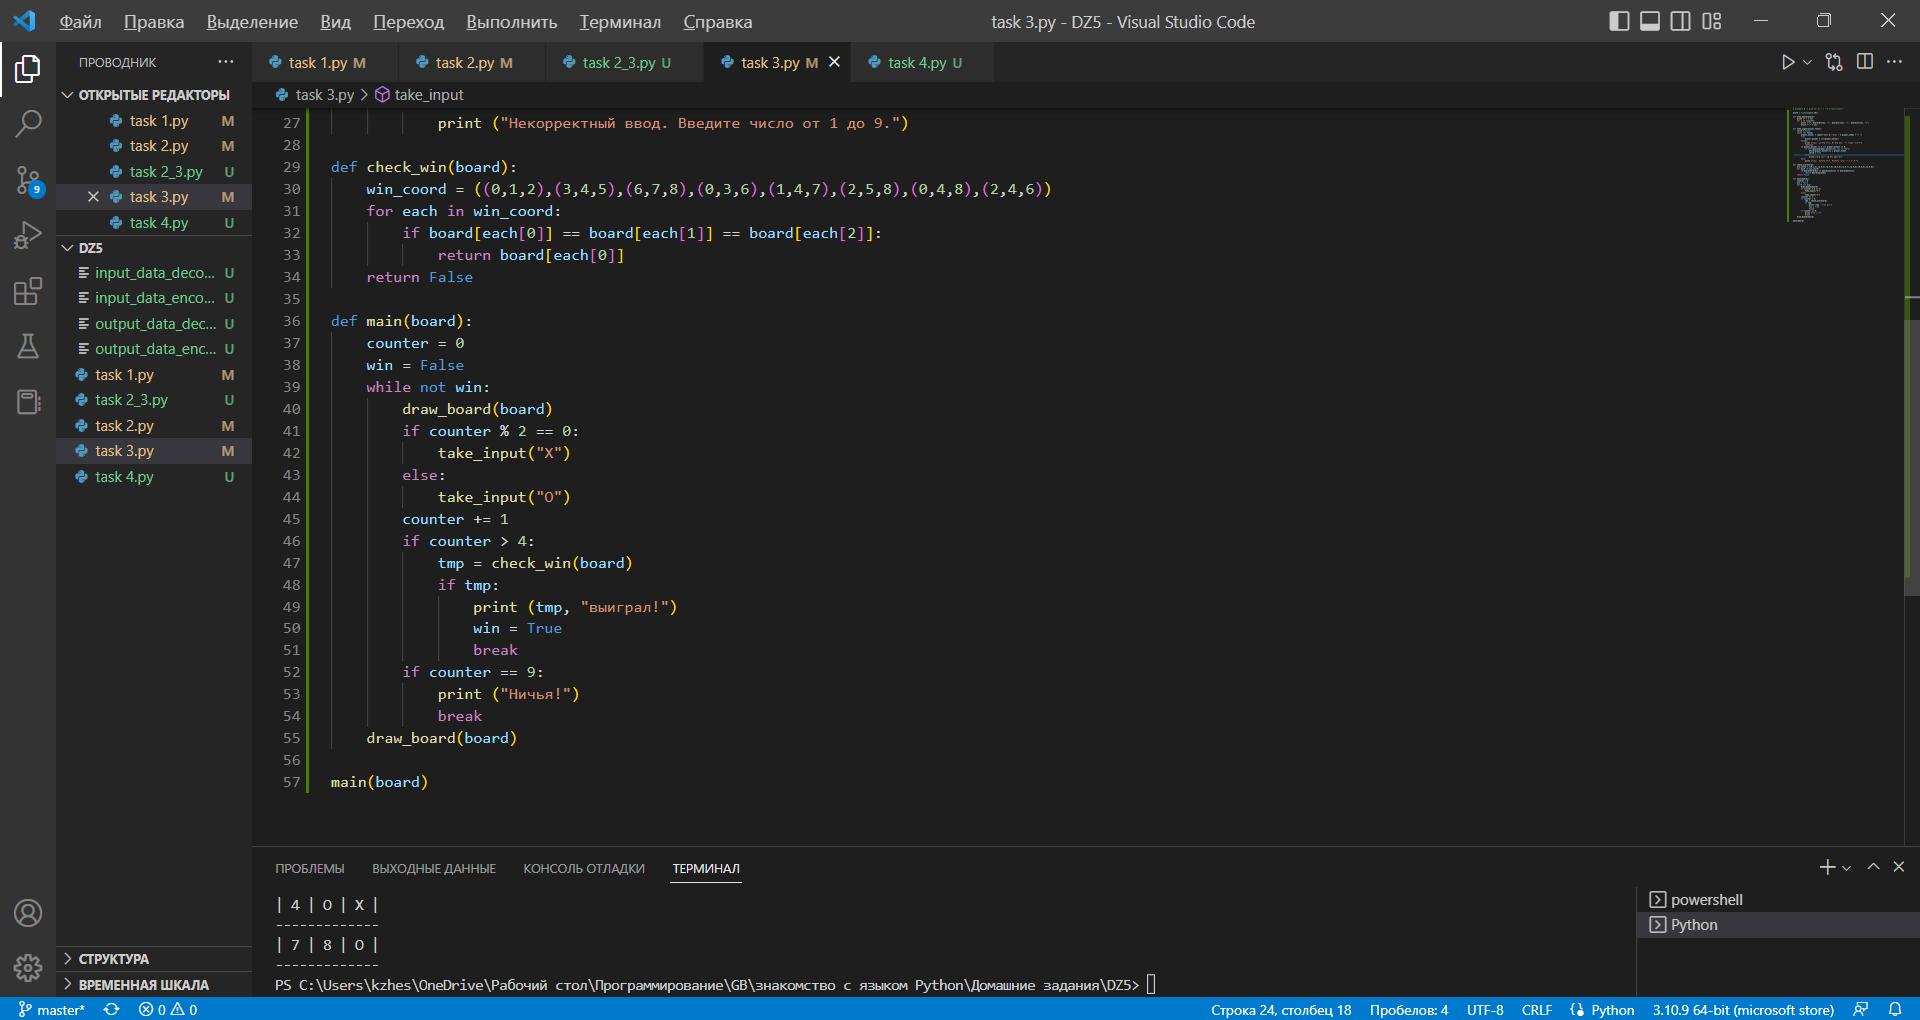 Файл Правка Выделение Вид Переход Выполнить Терминал Справка
task 3.py - DZ5 - Visual Studio Code
ПРОВОДНИК
task 1.py M
task 2.py M
task 2_3.py U
task 3.py M
task 4.py U
task 3.py > take_input
ОТКРЫТЫЕ РЕДАКТОРЫ
task 1.py M
task 2.py M
task 2_3.py U
task 3.py M
task 4.py U
DZ5
input_data_deco... U
input_data_enco... U
output_data_dec... U
output_data_enc... U
task 1.py M
task 2_3.py U
task 2.py M
task 3.py M
task 4.py U
СТРУКТУРА
ВРЕМЕННАЯ ШКАЛА
9
27 print ("Некорректный ввод. Введите число от 1 до 9.")
28
29 def check_win(board):
30 win_coord = ((0,1,2),(3,4,5),(6,7,8),(0,3,6),(1,4,7),(2,5,8),(0,4,8),(2,4,6))
31 for each in win_coord:
32 if board[each[0]] == board[each[1]] == board[each[2]]:
33 return board[each[0]]
34 return False
35
36 def main(board):
37 counter = 0
38 win = False
39 while not win:
40 draw_board(board)
41 if counter % 2 == 0:
42 take_input("X")
43 else:
44 take_input("O")
45 counter += 1
46 if counter > 4:
47 tmp = check_win(board)
48 if tmp:
49 print (tmp, "выиграл!")
50 win = True
51 break
52 if counter == 9:
53 print ("Ничья!")
54 break
55 draw_board(board)
56
57 main(board)
ПРОБЛЕМЫ ВЫХОДНЫЕ ДАННЫЕ КОНСОЛЬ ОТЛАДКИ ТЕРМИНАЛ
| 4 | O | X |
-------------
| 7 | 8 | O |
-------------
PS C:\Users\kzhes\OneDrive\Рабочий стол\Программирование\GB\знакомство с языком Python\Домашние задания\DZ5>
powershell
Python
master* 0 0
Строка 24, столбец 18 Пробелов: 4 UTF-8 CRLF Python 3.10.9 64-bit (microsoft store)